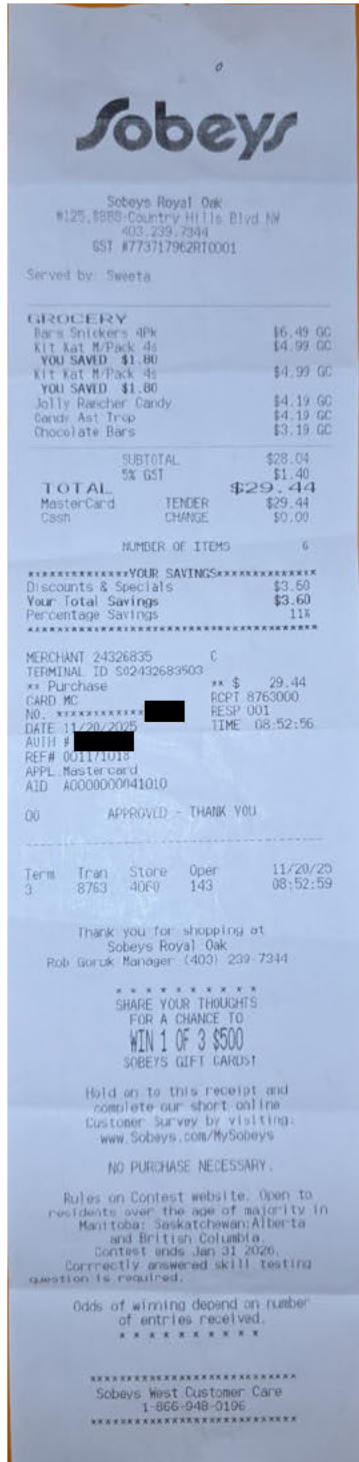 Sobeys
Sobeys Royal Oak
#125,8888-Country Hills Blvd NW
403.239.7344
GST #773717962RT0001
Served by: Sweeta
GROCERY
Bars Snickers 4Pk $6.49 GC
Kit Kat M/Pack 4s $4.99 GC
YOU SAVED $1.80
Kit Kat M/Pack 4s $4.99 GC
YOU SAVED $1.80
Jolly Rancher Candy $4.19 GC
Candy Ast Trop $4.19 GC
Chocolate Bars $3.19 GC
SUBTOTAL $28.04
5% GST $1.40
TOTAL $29.44
MasterCard TENDER $29.44
Cash CHANGE $0.00
NUMBER OF ITEMS 6
************YOUR SAVINGS************
Discounts & Specials $3.60
Your Total Savings $3.60
Percentage Savings 11%
************************************
MERCHANT 24326835 C
TERMINAL ID S02432683503
** Purchase ** $ 29.44
CARD MC RCPT 8763000
NO. ************ RESP 001
DATE 11/20/2025 TIME 08:52:56
AUTH #
REF# 001171018
APPL Mastercard
AID A0000000041010
00 APPROVED - THANK YOU
Term Tran Store Oper 11/20/25
3 8763 4060 143 08:52:59
Thank you for shopping at
Sobeys Royal Oak
Rob Goruk Manager (403) 239-7344
* * * * * * * * * *
SHARE YOUR THOUGHTS
FOR A CHANCE TO
WIN 1 OF 3 $500
SOBEYS GIFT CARDS!
Hold on to this receipt and
complete our short online
Customer Survey by visiting:
www.Sobeys.com/MySobeys
NO PURCHASE NECESSARY.
Rules on Contest website. Open to
residents over the age of majority in
Manitoba; Saskatchewan;Alberta
and British Columbia.
Contest ends Jan 31 2026.
Corrrectly answered skill testing
question is required.
Odds of winning depend on number
of entries received.
* * * * * * * * * *
****************************
Sobeys West Customer Care
1-866-948-0196
****************************